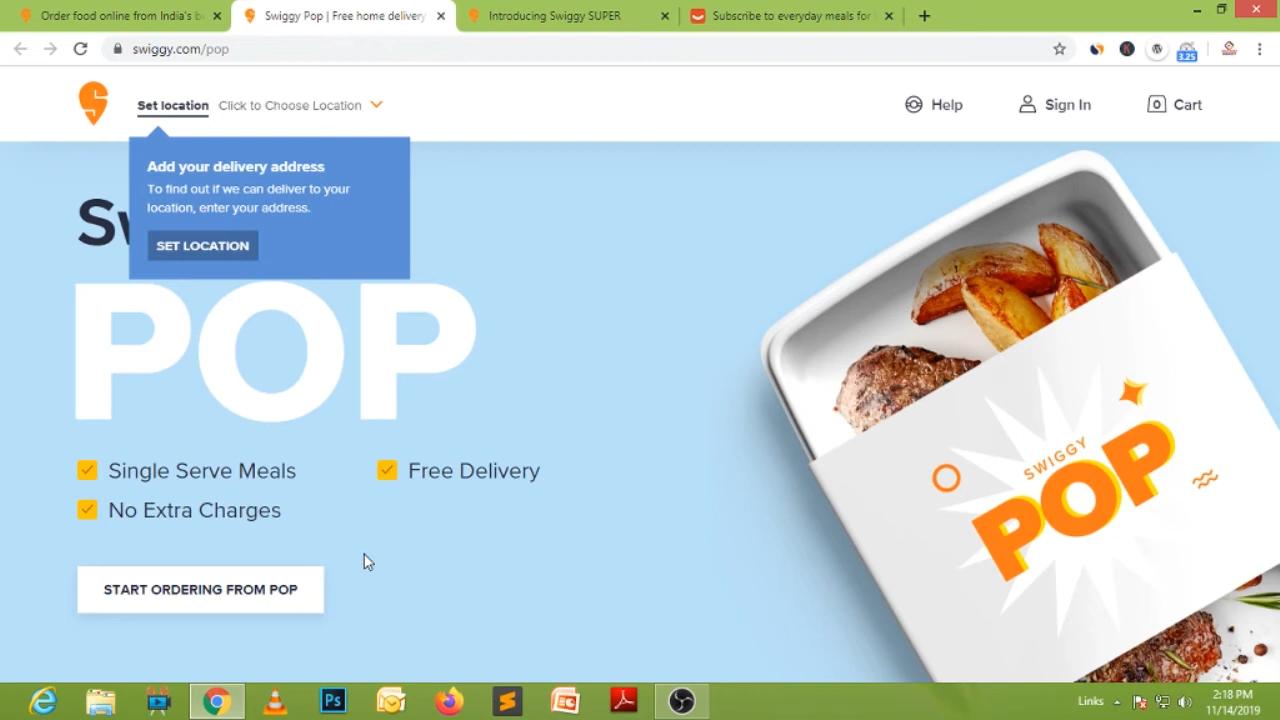 Order food online from India's b
Swiggy Pop | Free home delivery
Introducing Swiggy SUPER
Subscribe to everyday meals for
swiggy.com/pop
3.25
Set location
Click to Choose Location
Help
Sign In
0
Cart
Add your delivery address
To find out if we can deliver to your
location, enter your address.
SET LOCATION
Sw
POP
Single Serve Meals
Free Delivery
No Extra Charges
START ORDERING FROM POP
SWIGGY
POP
Ps
Links
2:18 PM
11/14/2019